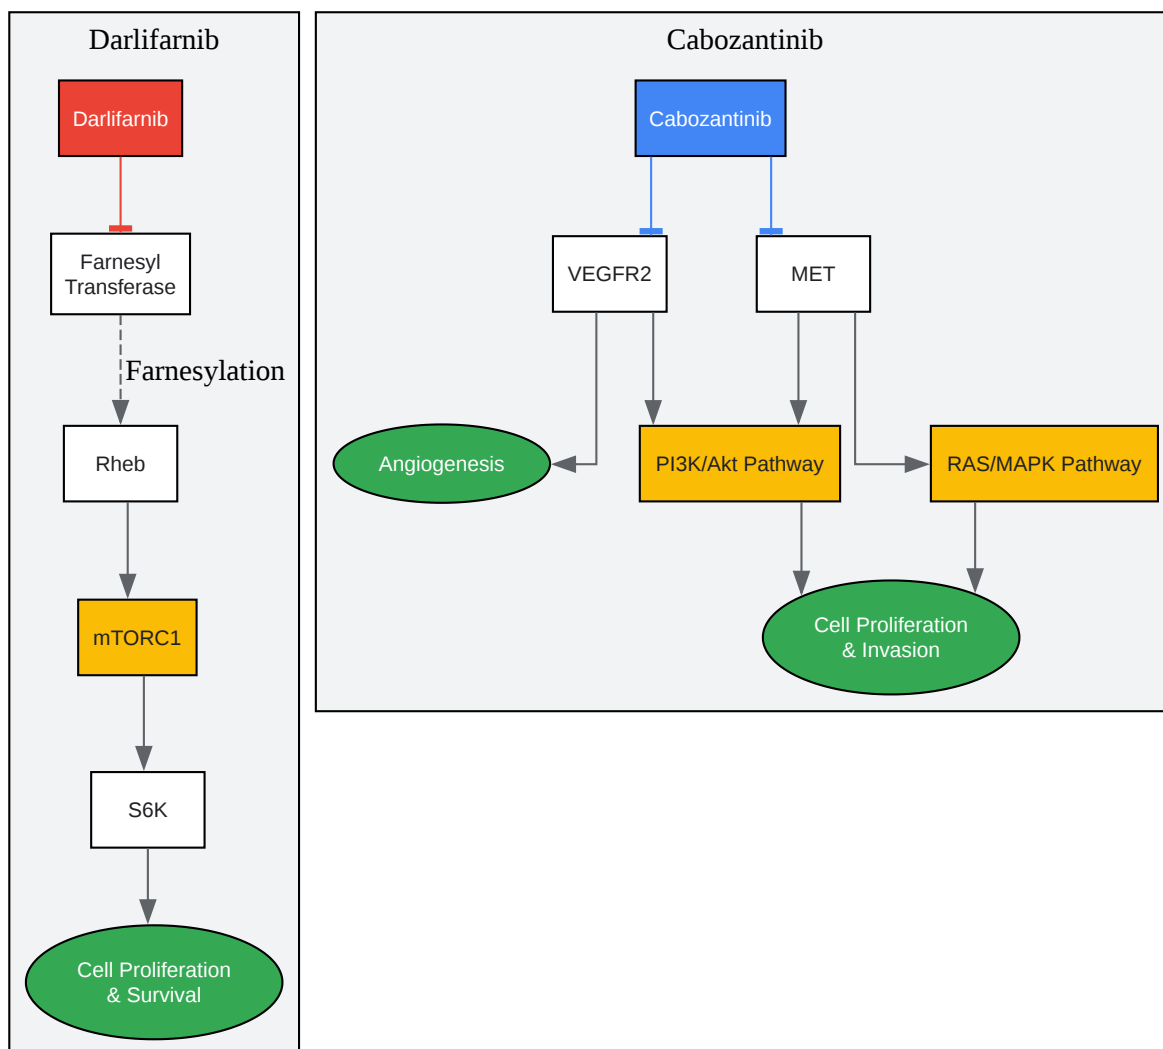 Darlifarnib
Darlifarnib
Farnesyl
Transferase
Farnesylation
Rheb
mTORC1
S6K
Cell Proliferation
& Survival
Cabozantinib
Cabozantinib
VEGFR2
MET
Angiogenesis
PI3K/Akt Pathway
RAS/MAPK Pathway
Cell Proliferation
& Invasion